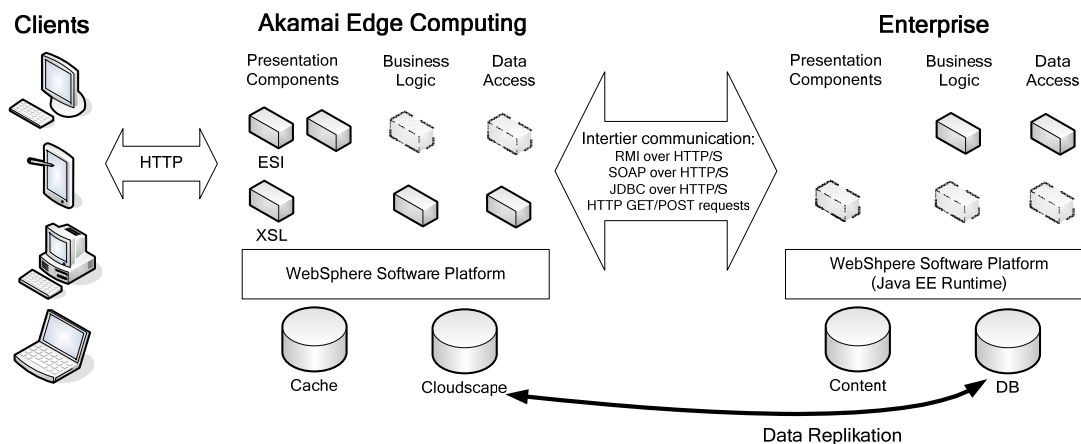 Clients
Akamai Edge Computing
Enterprise
Presentation
Components
Business
Logic
Data
Access
Presentation
Components
Business
Logic
Data
Access
HTTP
ESI
XSL
Intertier communication:
RMI over HTTP/S
SOAP over HTTP/S
JDBC over HTTP/S
HTTP GET/POST requests
WebSphere Software Platform
WebShpere Software Platform
(Java EE Runtime)
Cache
Cloudscape
Content
DB
Data Replikation